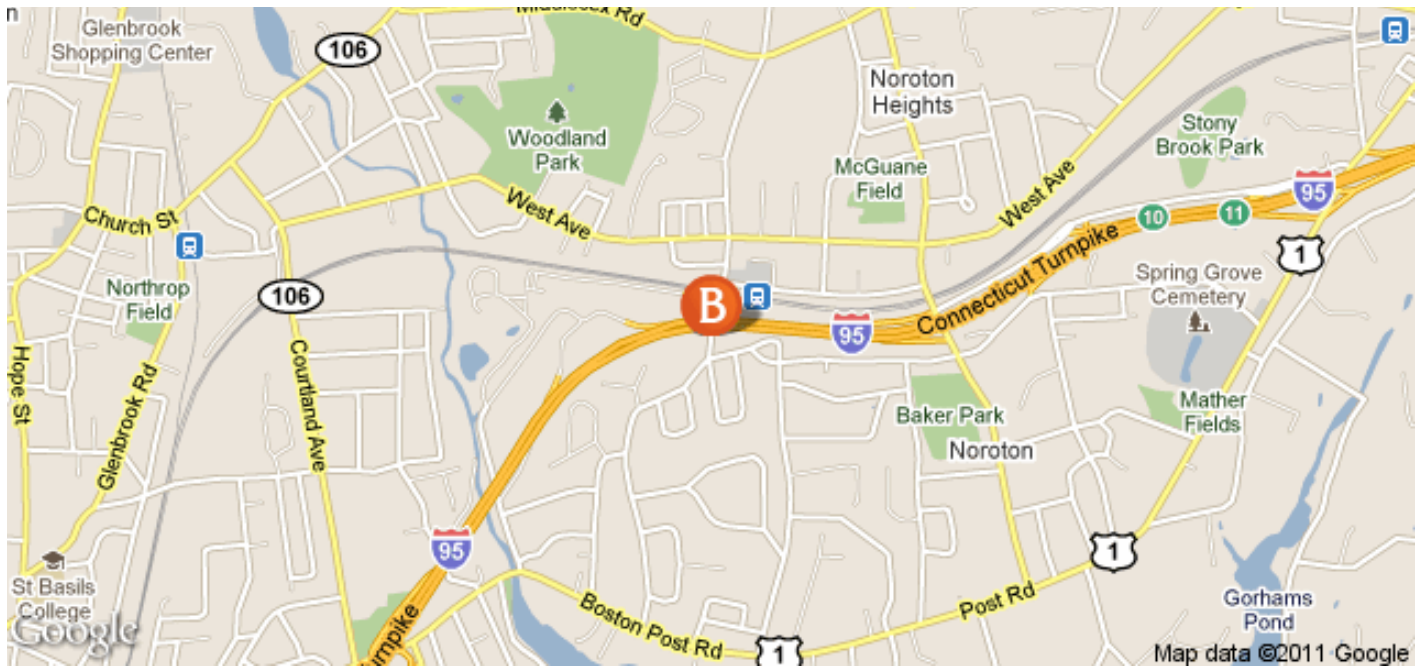 n
Glenbrook
Shopping Center
106
Middlesex Rd
Noroton
Heights
Stony
Brook Park
Woodland
Park
McGuane
Field
95
Church St
West Ave
West Ave
10
11
1
Northrop
Field
106
B
95
Connecticut Turnpike
Spring Grove
Cemetery
Hope St
Glenbrook Rd
Courtland Ave
Baker Park
Noroton
Mather
Fields
95
1
St Basils
College
Boston Post Rd
Post Rd
Gorhams
Pond
Google
urnpike
1
Map data ©2011 Google